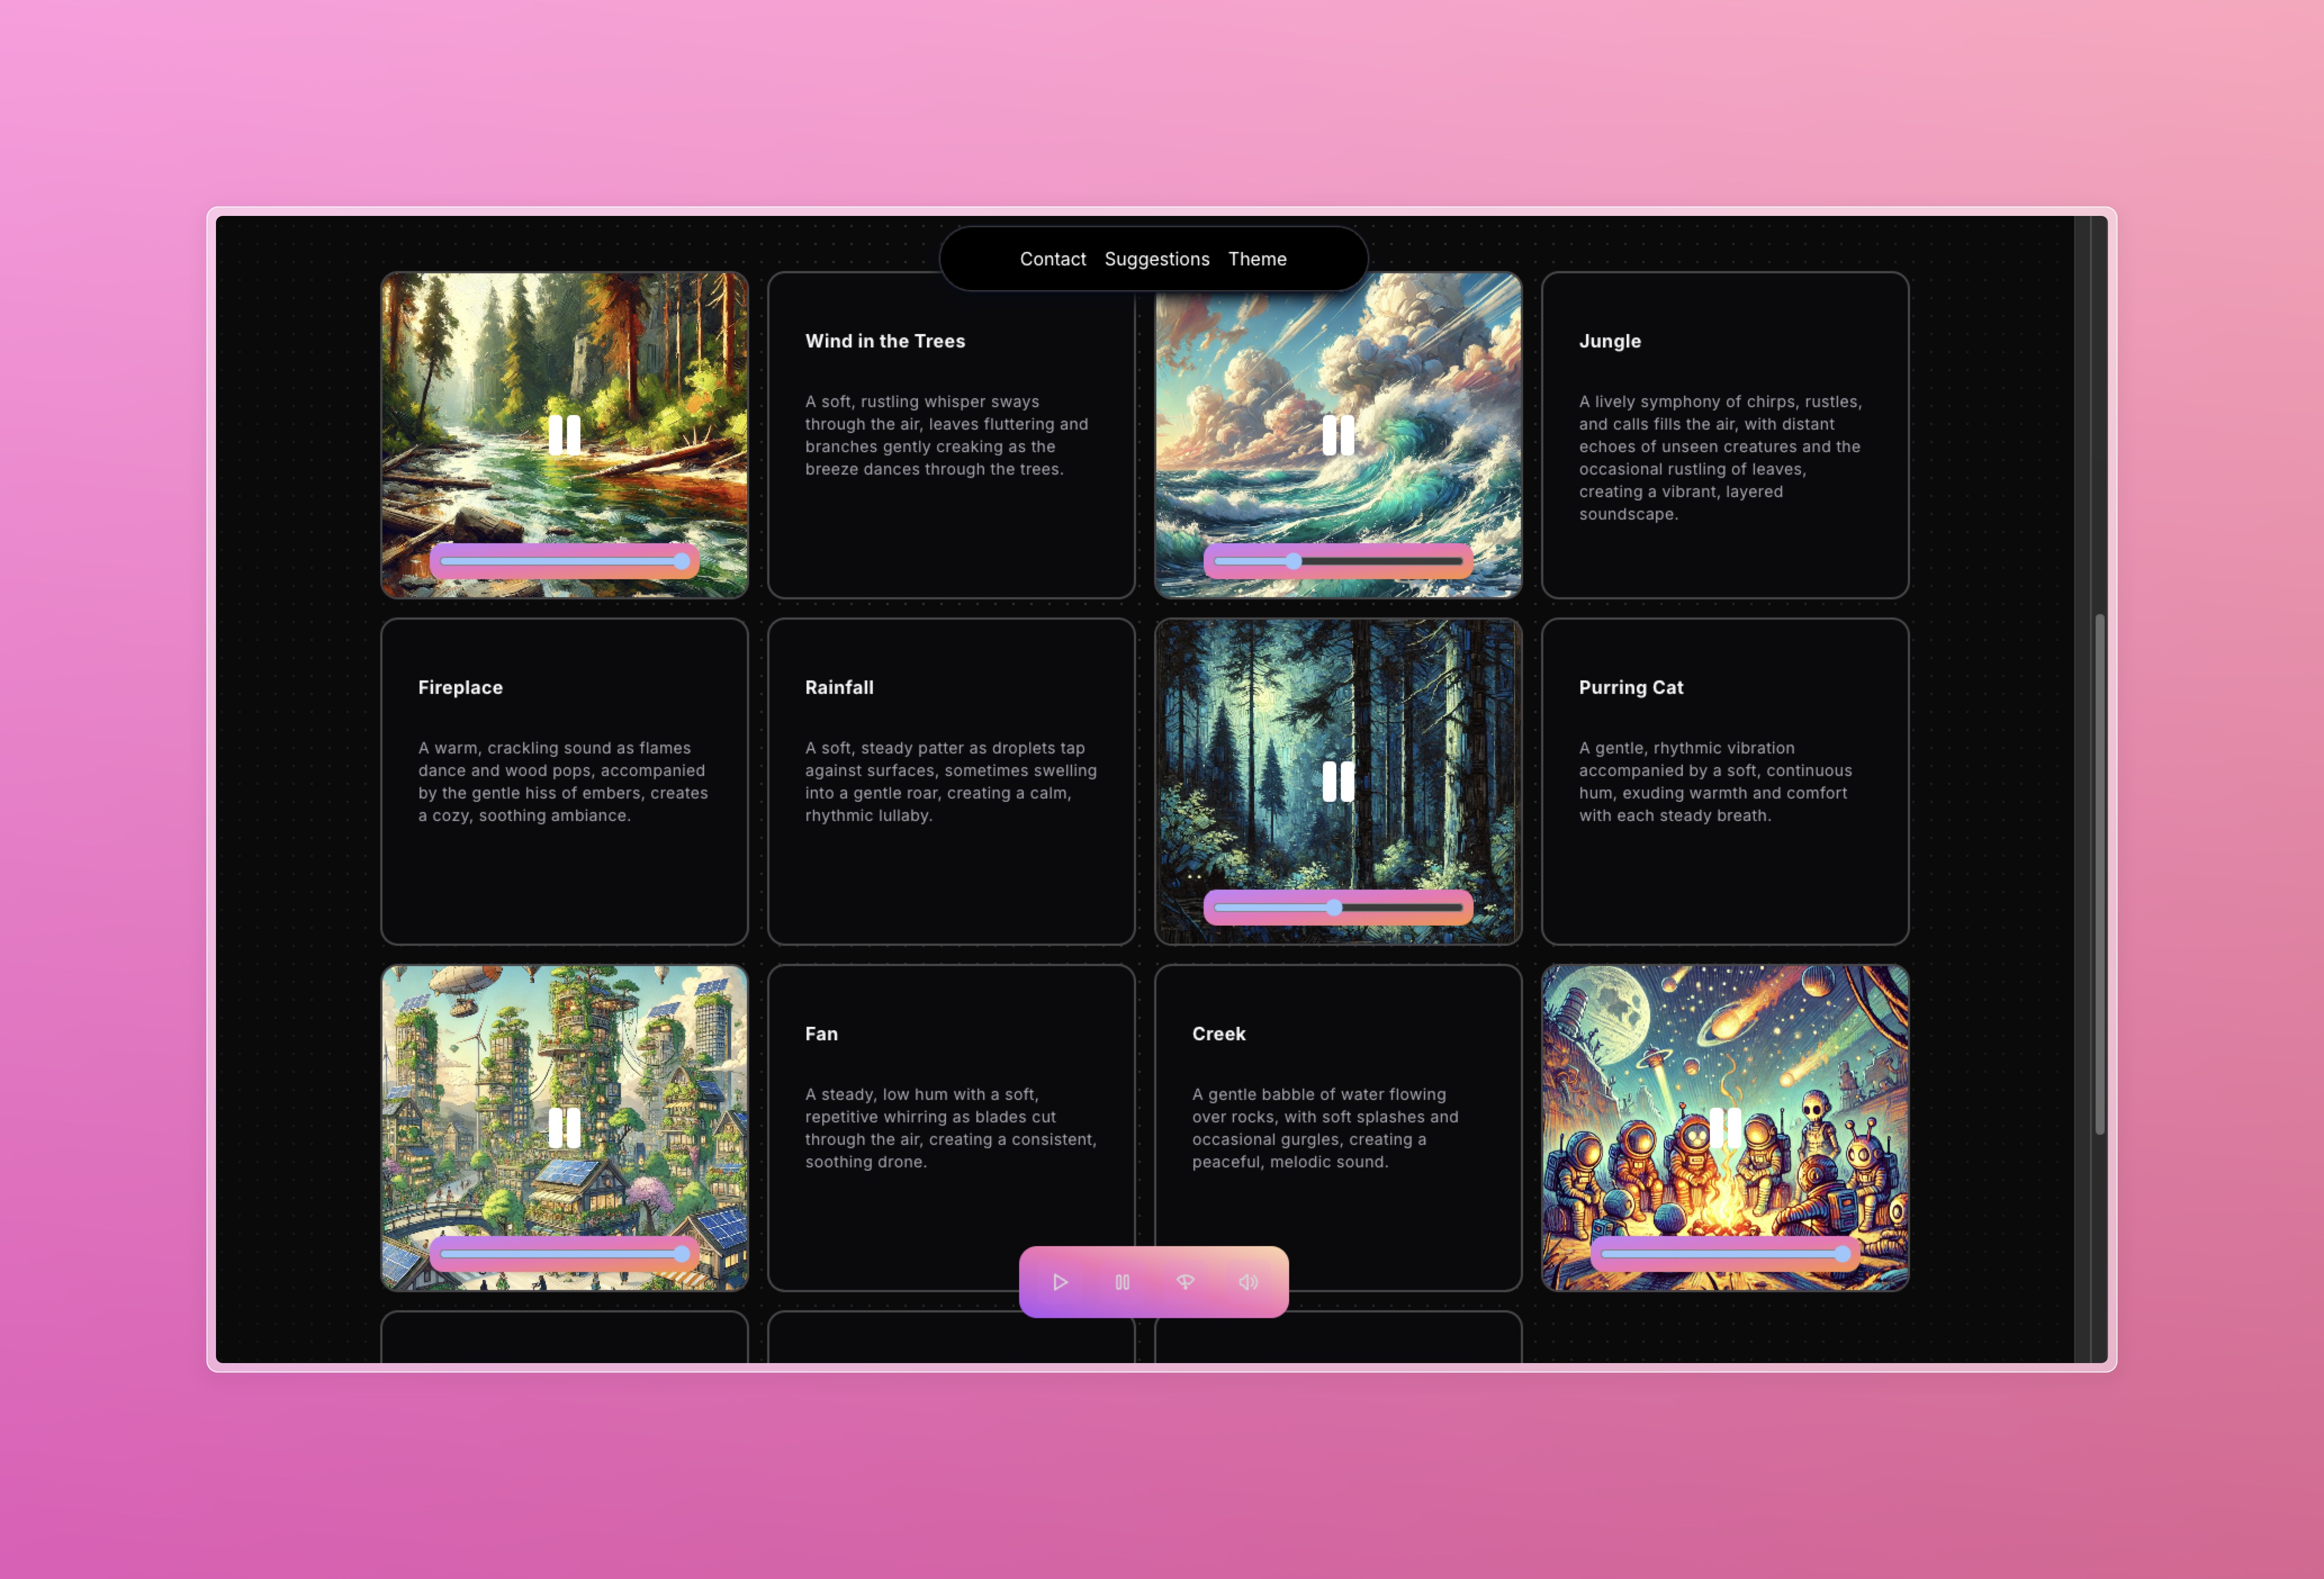 Contact Suggestions Theme
Wind in the Trees
A soft, rustling whisper sways
through the air, leaves fluttering and
branches gently creaking as the
breeze dances through the trees.
Jungle
A lively symphony of chirps, rustles,
and calls fills the air, with distant
echoes of unseen creatures and the
occasional rustling of leaves,
creating a vibrant, layered
soundscape.
Fireplace
A warm, crackling sound as flames
dance and wood pops, accompanied
by the gentle hiss of embers, creates
a cozy, soothing ambiance.
Rainfall
A soft, steady patter as droplets tap
against surfaces, sometimes swelling
into a gentle roar, creating a calm,
rhythmic lullaby.
Purring Cat
A gentle, rhythmic vibration
accompanied by a soft, continuous
hum, exuding warmth and comfort
with each steady breath.
Fan
A steady, low hum with a soft,
repetitive whirring as blades cut
through the air, creating a consistent,
soothing drone.
Creek
A gentle babble of water flowing
over rocks, with soft splashes and
occasional gurgles, creating a
peaceful, melodic sound.